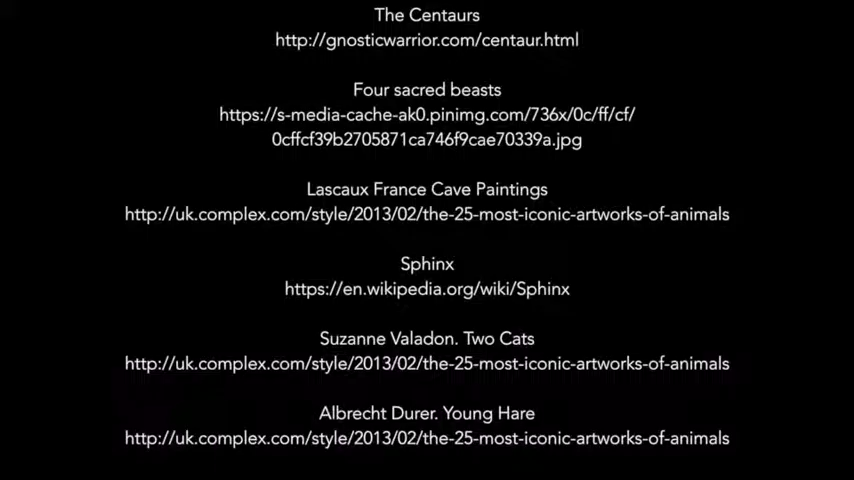 The Centaurs
http://gnosticwarrior.com/centaur.html
Four sacred beasts
https://s-media-cache-ak0.pinimg.com/736x/0c/ff/cf/
0cffcf39b2705871ca746f9cae70339a.jpg
Lascaux France Cave Paintings
http://uk.complex.com/style/2013/02/the-25-most-iconic-artworks-of-animals
Sphinx
https://en.wikipedia.org/wiki/Sphinx
Suzanne Valadon. Two Cats
http://uk.complex.com/style/2013/02/the-25-most-iconic-artworks-of-animals
Albrecht Durer. Young Hare
http://uk.complex.com/style/2013/02/the-25-most-iconic-artworks-of-animals